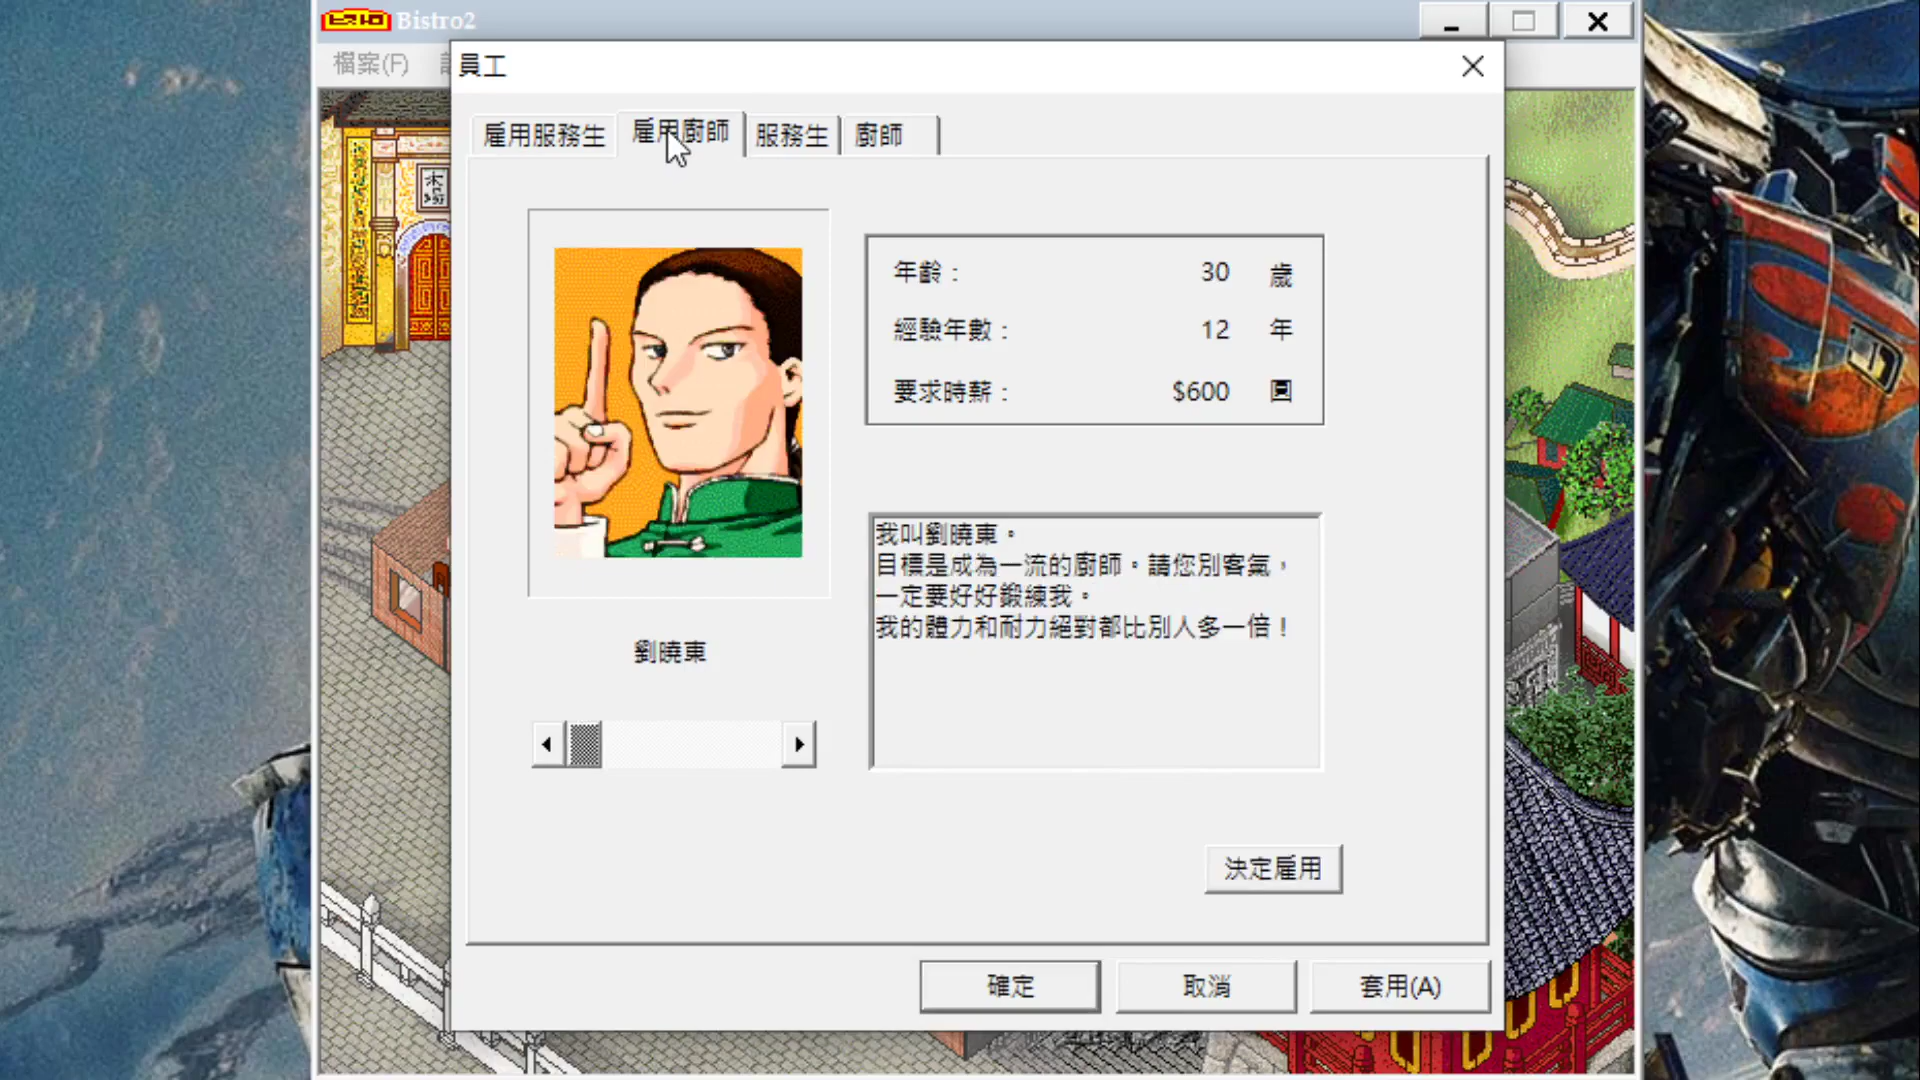 Bistro2
檔案(F)
員工
雇用服務生
雇用廚師
服務生
廚師
年齡： 30 歲
經驗年數： 12 年
要求時薪： $600 圓
我叫劉曉東。
目標是成為一流的廚師。請您別客氣，
一定要好好鍛練我。
我的體力和耐力絕對都比別人多一倍！
劉曉東
決定雇用
確定
取消
套用(A)